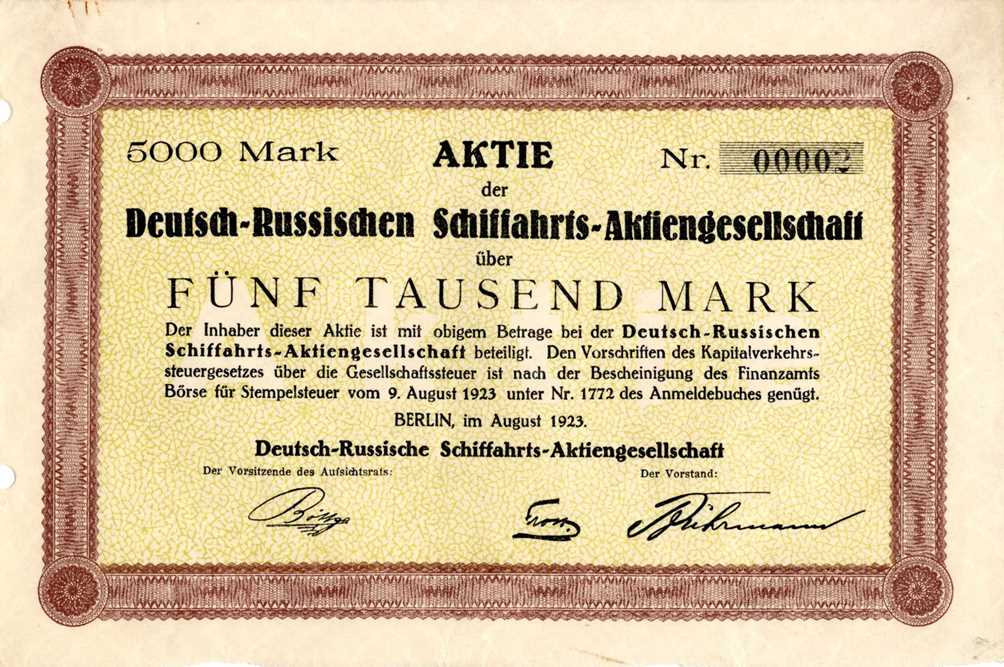 5000 Mark AKTIE Nr. 00002
der
Deutsch-Russischen Schiffahrts-Aktiengesellschaft
über
FÜNF TAUSEND MARK
Der Inhaber dieser Aktie ist mit obigem Betrage bei der Deutsch-Russischen
Schiffahrts-Aktiengesellschaft beteiligt. Den Vorschriften des Kapitalverkehrs-
steuergesetzes über die Gesellschaftssteuer ist nach der Bescheinigung des Finanzamts
Börse für Stempelsteuer vom 9. August 1923 unter Nr. 1772 des Anmeldebuches genügt.
BERLIN, im August 1923.
Deutsch-Russische Schiffahrts-Aktiengesellschaft
Der Vorsitzende des Aufsichtsrats: Der Vorstand: